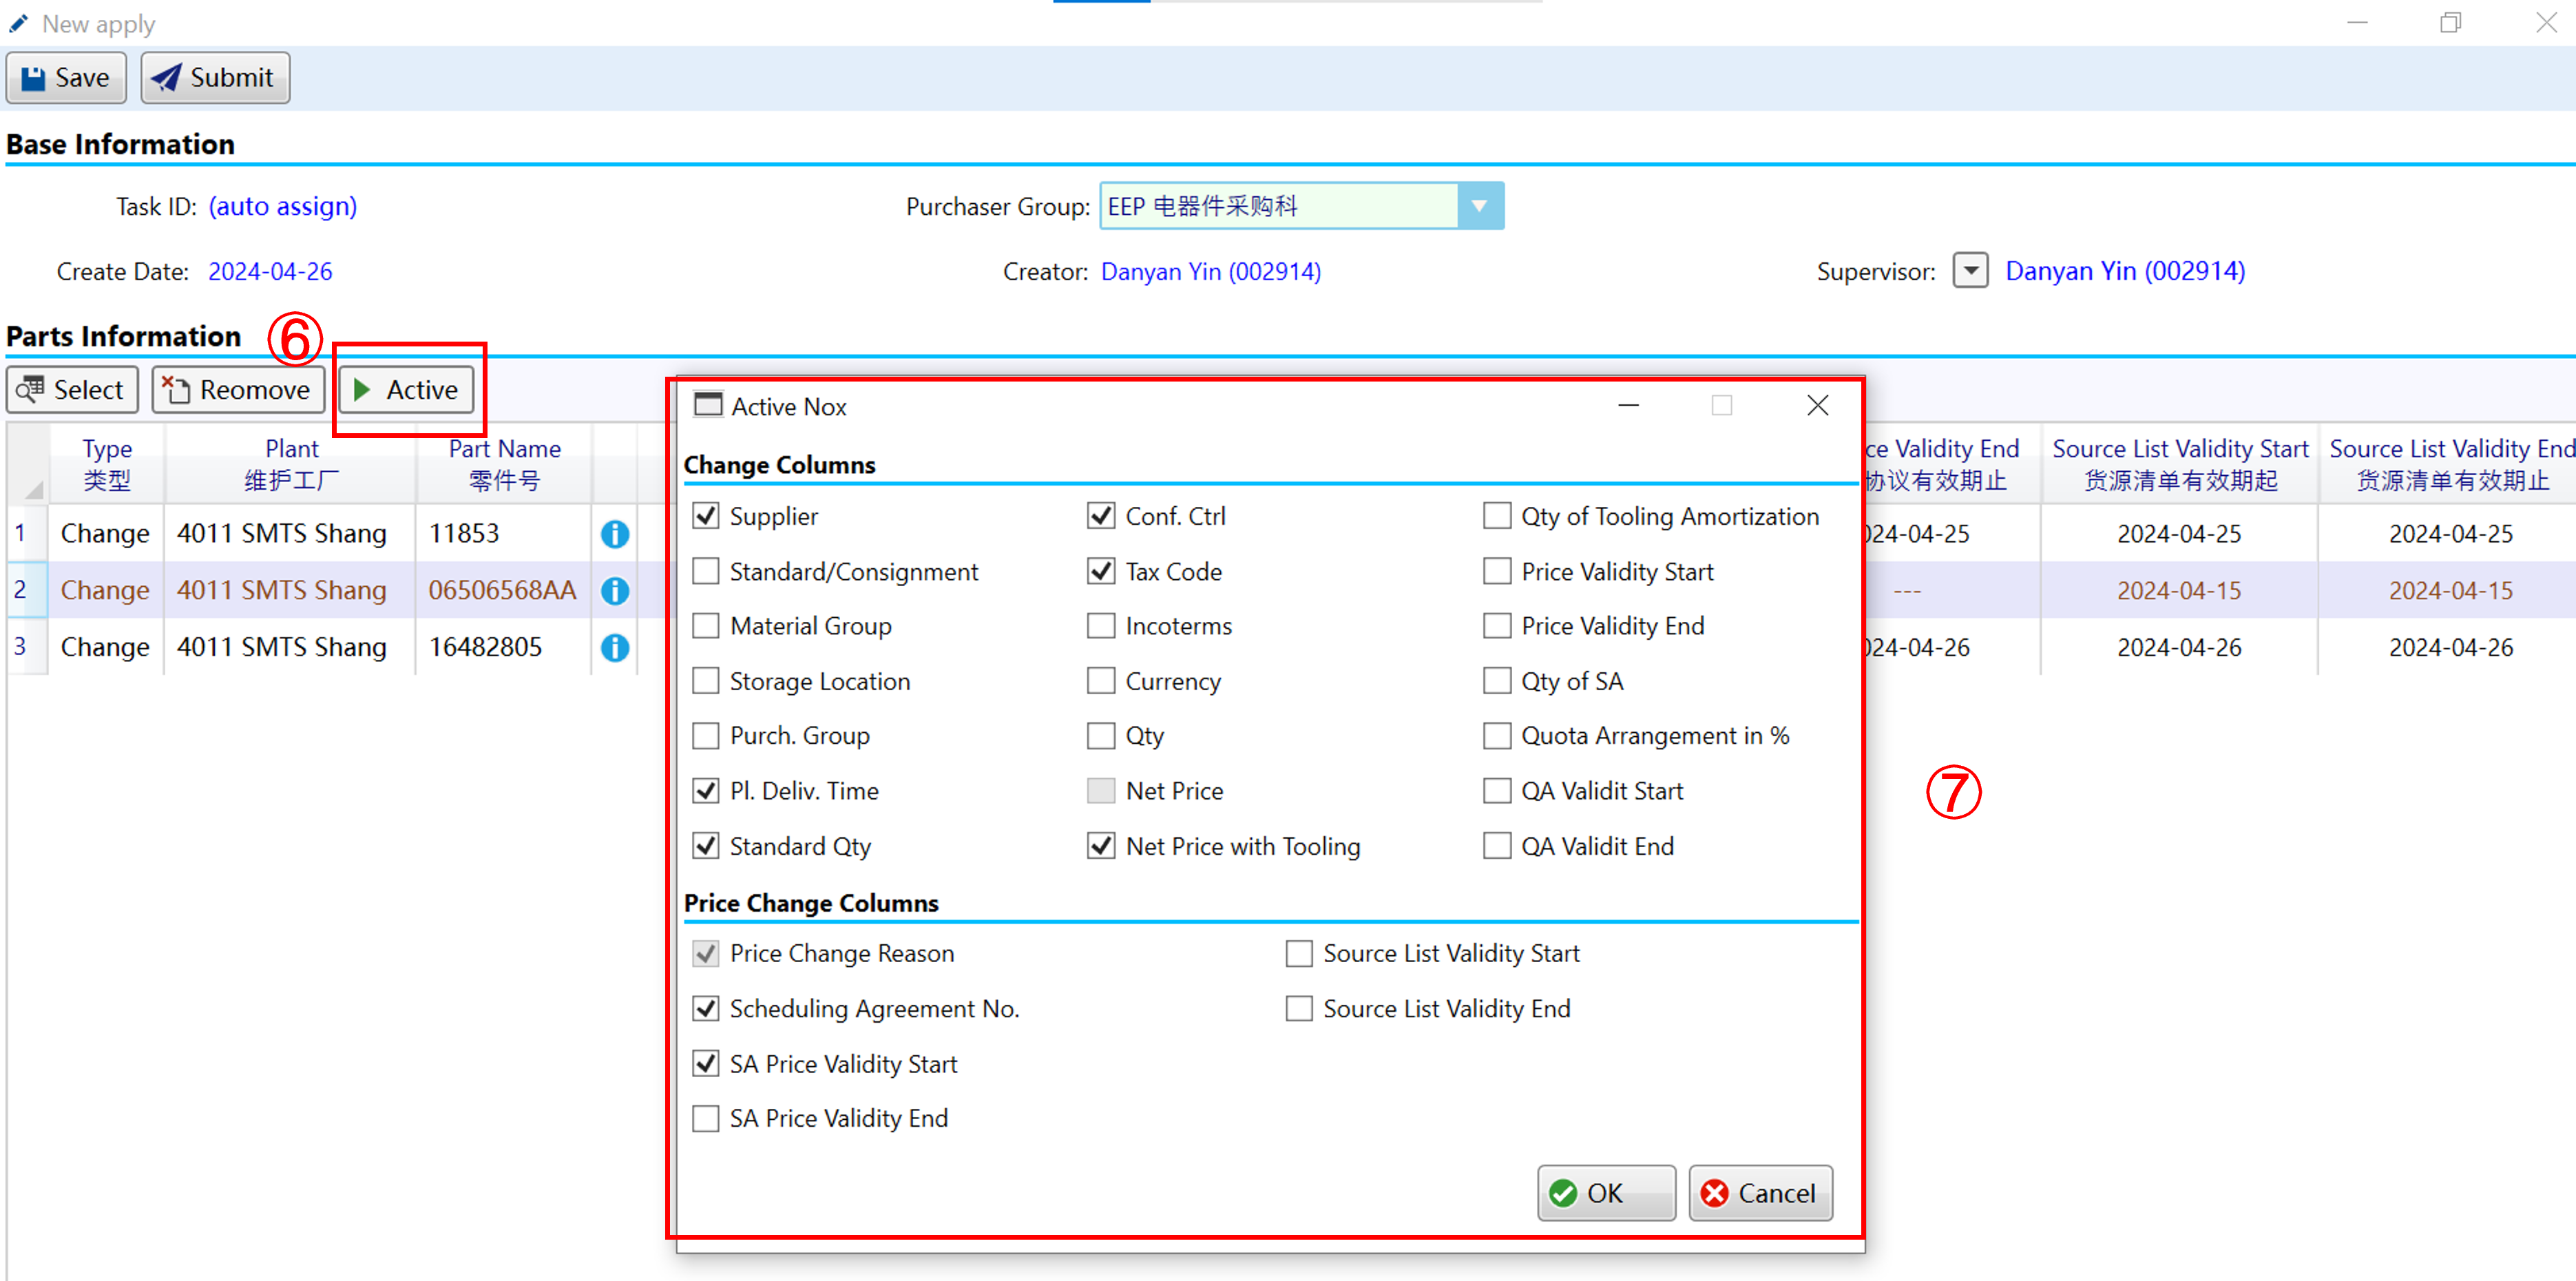 New apply
Save Submit
Base Information
Task ID: (auto assign) Purchaser Group: EEP 电器件采购科
Create Date: 2024-04-26 Creator: Danyan Yin (002914) Supervisor: Danyan Yin (002914)
Parts Information ⑥
Select Reomove Active
Type Plant Part Name ce Validity End Source List Validity Start Source List Validity End
类型 维护工厂 零件号 协议有效期止 货源清单有效期起 货源清单有效期止
1 Change 4011 SMTS Shang 11853 024-04-25 2024-04-25 2024-04-25
2 Change 4011 SMTS Shang 06506568AA --- 2024-04-15 2024-04-15
3 Change 4011 SMTS Shang 16482805 024-04-26 2024-04-26 2024-04-26
Active Nox
Change Columns
Supplier Conf. Ctrl Qty of Tooling Amortization
Standard/Consignment Tax Code Price Validity Start
Material Group Incoterms Price Validity End
Storage Location Currency Qty of SA
Purch. Group Qty Quota Arrangement in %
Pl. Deliv. Time Net Price QA Validit Start
Standard Qty Net Price with Tooling QA Validit End
⑦
Price Change Columns
Price Change Reason Source List Validity Start
Scheduling Agreement No. Source List Validity End
SA Price Validity Start
SA Price Validity End
OK Cancel